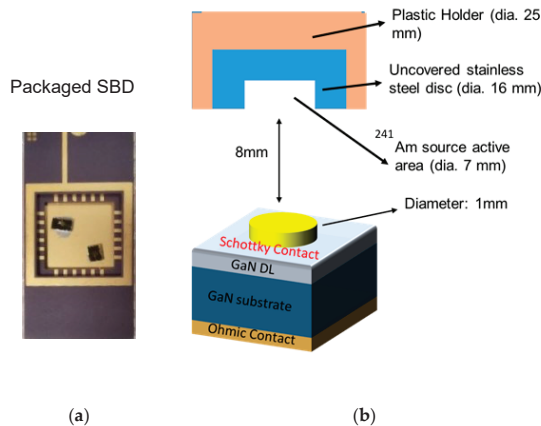 Packaged SBD
Plastic Holder (dia. 25
mm)
Uncovered stainless
steel disc (dia. 16 mm)
241
Am source active
area (dia. 7 mm)
8mm
Diameter: 1mm
Schottky Contact
GaN DL
GaN substrate
Ohmic Contact
(a)
(b)